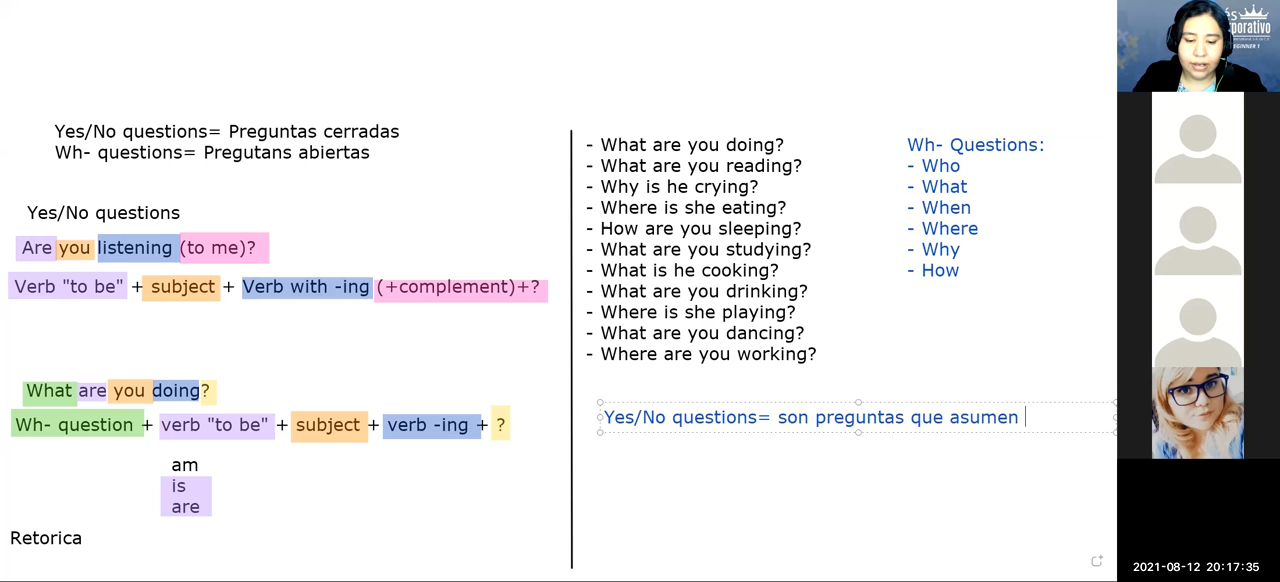 Yes/No questions= Preguntas cerradas
Wh- questions= Pregutans abiertas
Yes/No questions
Are you listening (to me)?
Verb "to be" + subject + Verb with -ing (+complement)+?
What are you doing?
Wh- question + verb "to be" + subject + verb -ing + ?
am
is
are
Retorica
- What are you doing?
- What are you reading?
- Why is he crying?
- Where is she eating?
- How are you sleeping?
- What are you studying?
- What is he cooking?
- What are you drinking?
- Where is she playing?
- What are you dancing?
- Where are you working?
Wh- Questions:
- Who
- What
- When
- Where
- Why
- How
Yes/No questions= son preguntas que asumen
2021-08-12 20:17:35